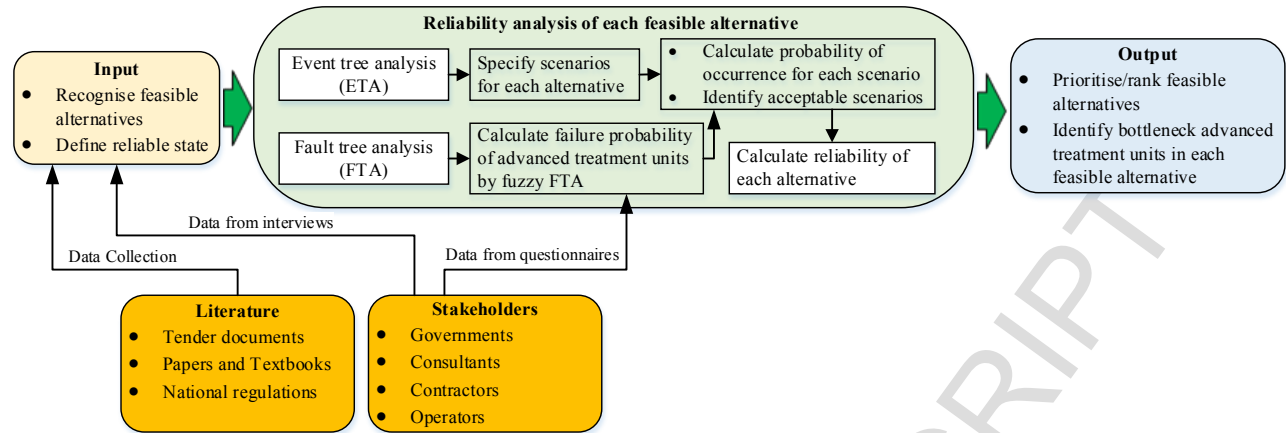 Reliability analysis of each feasible alternative
Input
• Recognise feasible
alternatives
• Define reliable state
Event tree analysis
(ETA)
Specify scenarios
for each alternative
• Calculate probability of
occurrence for each scenario
• Identify acceptable scenarios
Fault tree analysis
(FTA)
Calculate failure probability
of advanced treatment units
by fuzzy FTA
Calculate reliability of
each alternative
Output
• Prioritise/rank feasible
alternatives
• Identify bottleneck advanced
treatment units in each
feasible alternative
Data from interviews
Data Collection
Data from questionnaires
Literature
• Tender documents
• Papers and Textbooks
• National regulations
Stakeholders
• Governments
• Consultants
• Contractors
• Operators